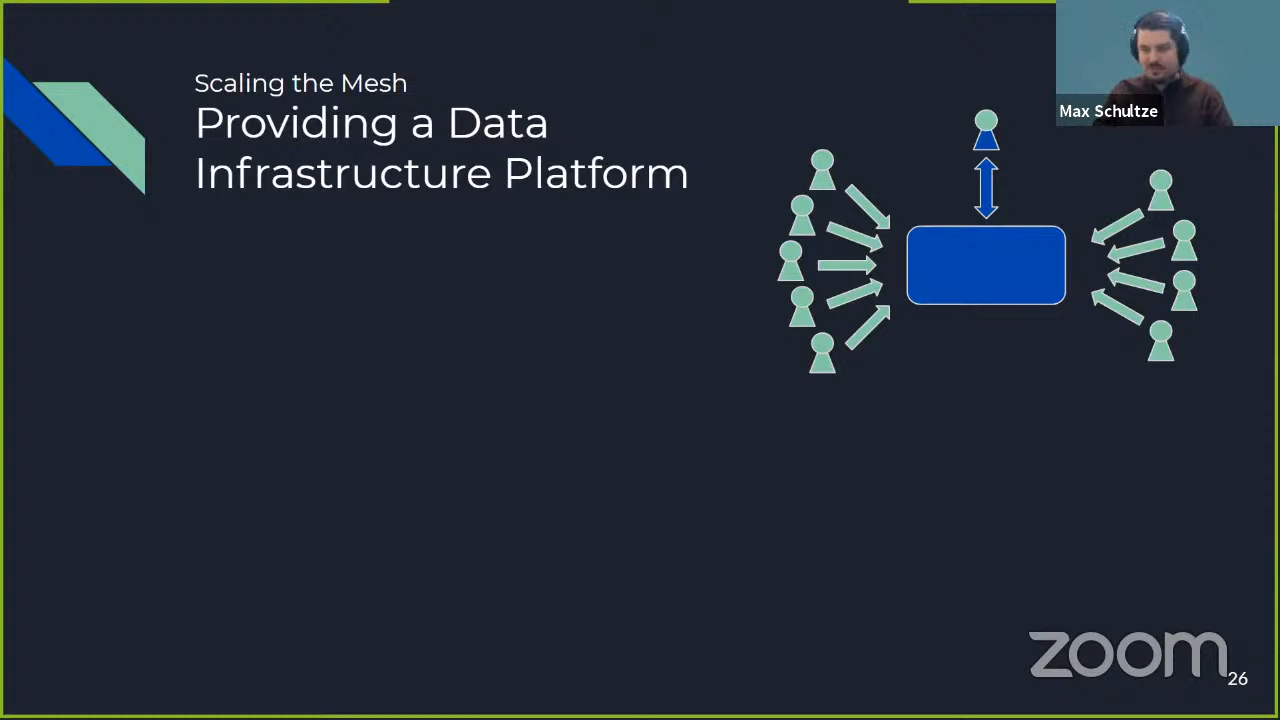 Scaling the Mesh
Providing a Data
Infrastructure Platform
Max Schultze
zoom
26